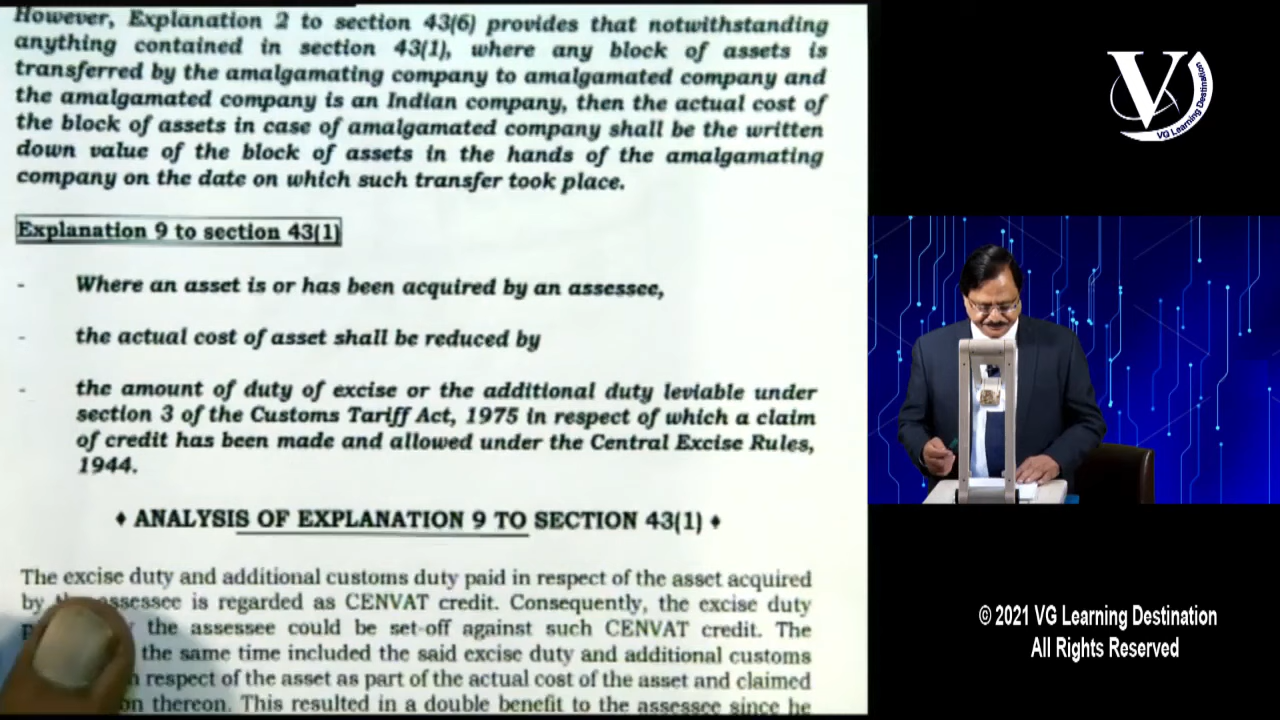 However, Explanation 2 to section 43(6) provides that notwithstanding
anything contained in section 43(1), where any block of assets is
transferred by the amalgamating company to amalgamated company and
the amalgamated company is an Indian company, then the actual cost of
the block of assets in case of amalgamated company shall be the written
down value of the block of assets in the hands of the amalgamating
company on the date on which such transfer took place.
Explanation 9 to section 43(1)
- Where an asset is or has been acquired by an assessee,
- the actual cost of asset shall be reduced by
- the amount of duty of excise or the additional duty leviable under
section 3 of the Customs Tariff Act, 1975 in respect of which a claim
of credit has been made and allowed under the Central Excise Rules,
1944.
♦ ANALYSIS OF EXPLANATION 9 TO SECTION 43(1) ♦
The excise duty and additional customs duty paid in respect of the asset acquired
by assessee is regarded as CENVAT credit. Consequently, the excise duty
the assessee could be set-off against such CENVAT credit. The
the same time included the said excise duty and additional customs
respect of the asset as part of the actual cost of the asset and claimed
thereon. This resulted in a double benefit to the assessee since he
V
VG Learning Destination
© 2021 VG Learning Destination
All Rights Reserved